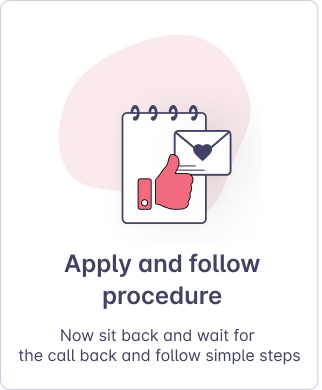 Apply and follow
procedure
Now sit back and wait for
the call back and follow simple steps